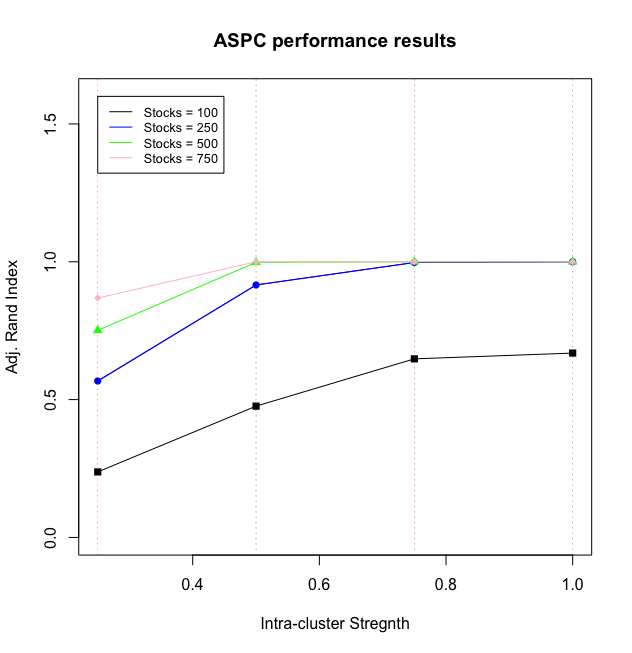 ASPC performance results
Stocks = 100
Stocks = 250
Stocks = 500
Stocks = 750
1.5
1.0
0.5
0.0
Adj. Rand Index
0.4 0.6 0.8 1.0
Intra-cluster Stregnth